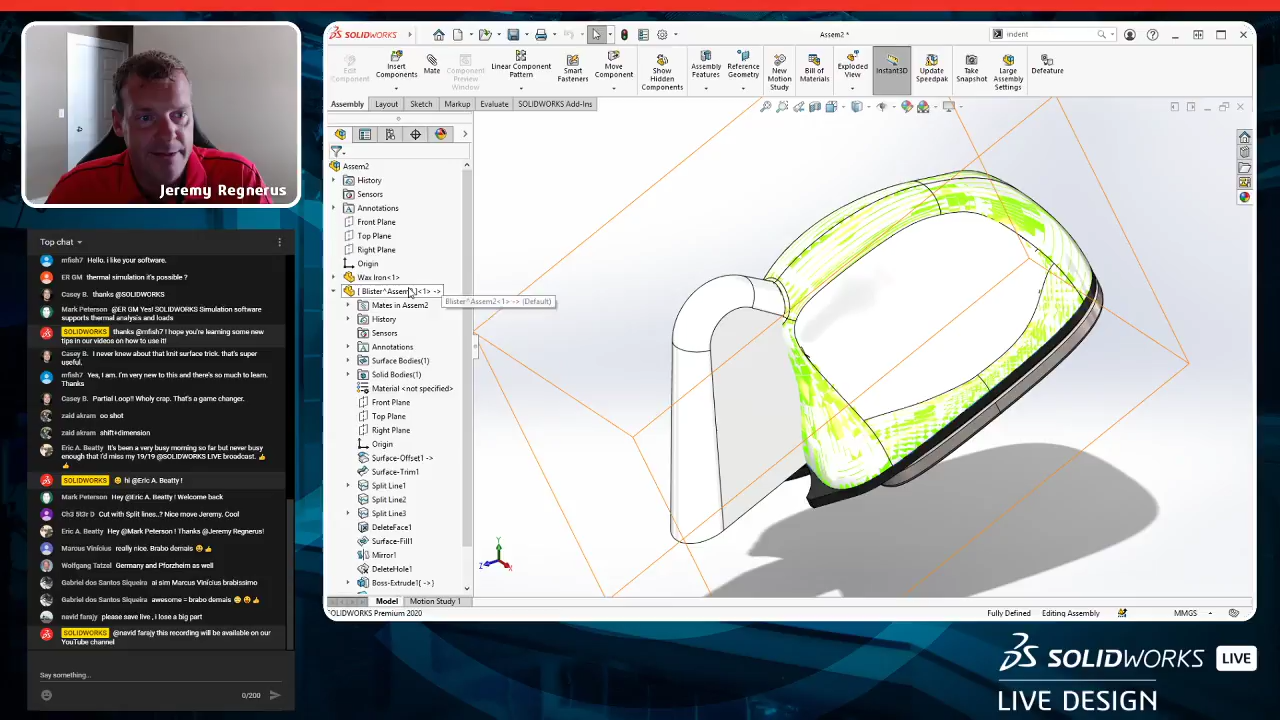 Jeremy Regnerus
Top chat
mfish7 Hello. i like your software.
ER GM thermal simulation it's possible ?
Casey B. thanks @SOLIDWORKS
Mark Peterson @ER GM Yes! SOLIDWORKS Simulation software
supports thermal analysis and loads
SOLIDWORKS thanks @mfish7 ! hope you're learning some new
tips in our videos on how to use it!
Casey B. I never knew about that knit surface trick. that's super
useful.
mfish7 Yes, I am. I'm very new to this and there's so much to learn.
Thanks
Casey B. Partial Loop!! Wholy crap. That's a game changer.
zaid akram oo shot
zaid akram shift+dimension
Eric A. Beatty It's been a very busy morning so far but never busy
enough that I'd miss my 19/19 @SOLIDWORKS LIVE broadcast.
SOLIDWORKS hi @Eric A. Beatty !
Mark Peterson Hey @Eric A. Beatty ! Welcome back
Ch3 5t3r D Cut with Split lines..? Nice move Jeremy. Cool
Eric A. Beatty Hey @Mark Peterson ! Thanks @Jeremy Regnerus!
Marcus Vinícius really nice. Brabo demais
Wolfgang Tatzel Germany and Pforzheim as well
Gabriel dos Santos Siqueira ai sim Marcus Vinícius brabissimo
Gabriel dos Santos Siqueira awesome = brabo demais
navid farajy please save live , i lose a big part
SOLIDWORKS @navid farajy this recording will be available on our
YouTube channel
Say something...
0/200
SOLIDWORKS
Assem2 *
indent
Edit
Component
Insert
Components
Mate
Component
Preview
Window
Linear Component
Pattern
Smart
Fasteners
Move
Component
Show
Hidden
Components
Assembly
Features
Reference
Geometry
New
Motion
Study
Bill of
Materials
Exploded
View
Instant3D
Update
Speedpak
Take
Snapshot
Large
Assembly
Settings
Defeature
Assembly
Layout
Sketch
Markup
Evaluate
SOLIDWORKS Add-Ins
Assem2
History
Sensors
Annotations
Front Plane
Top Plane
Right Plane
Origin
Wax Iron<1>
[ Blister^Assem2 ]<1> ->
Blister^Assem2<1> -> (Default)
Mates in Assem2
History
Sensors
Annotations
Surface Bodies(1)
Solid Bodies(1)
Material <not specified>
Front Plane
Top Plane
Right Plane
Origin
Surface-Offset1 ->
Surface-Trim1
Split Line1
Split Line2
Split Line3
DeleteFace1
Surface-Fill1
Mirror1
DeleteHole1
Boss-Extrude1{ ->}
Y
Z
X
Model
Motion Study 1
SOLIDWORKS Premium 2020
Fully Defined
Editing Assembly
MMGS
SOLIDWORKS LIVE
LIVE DESIGN